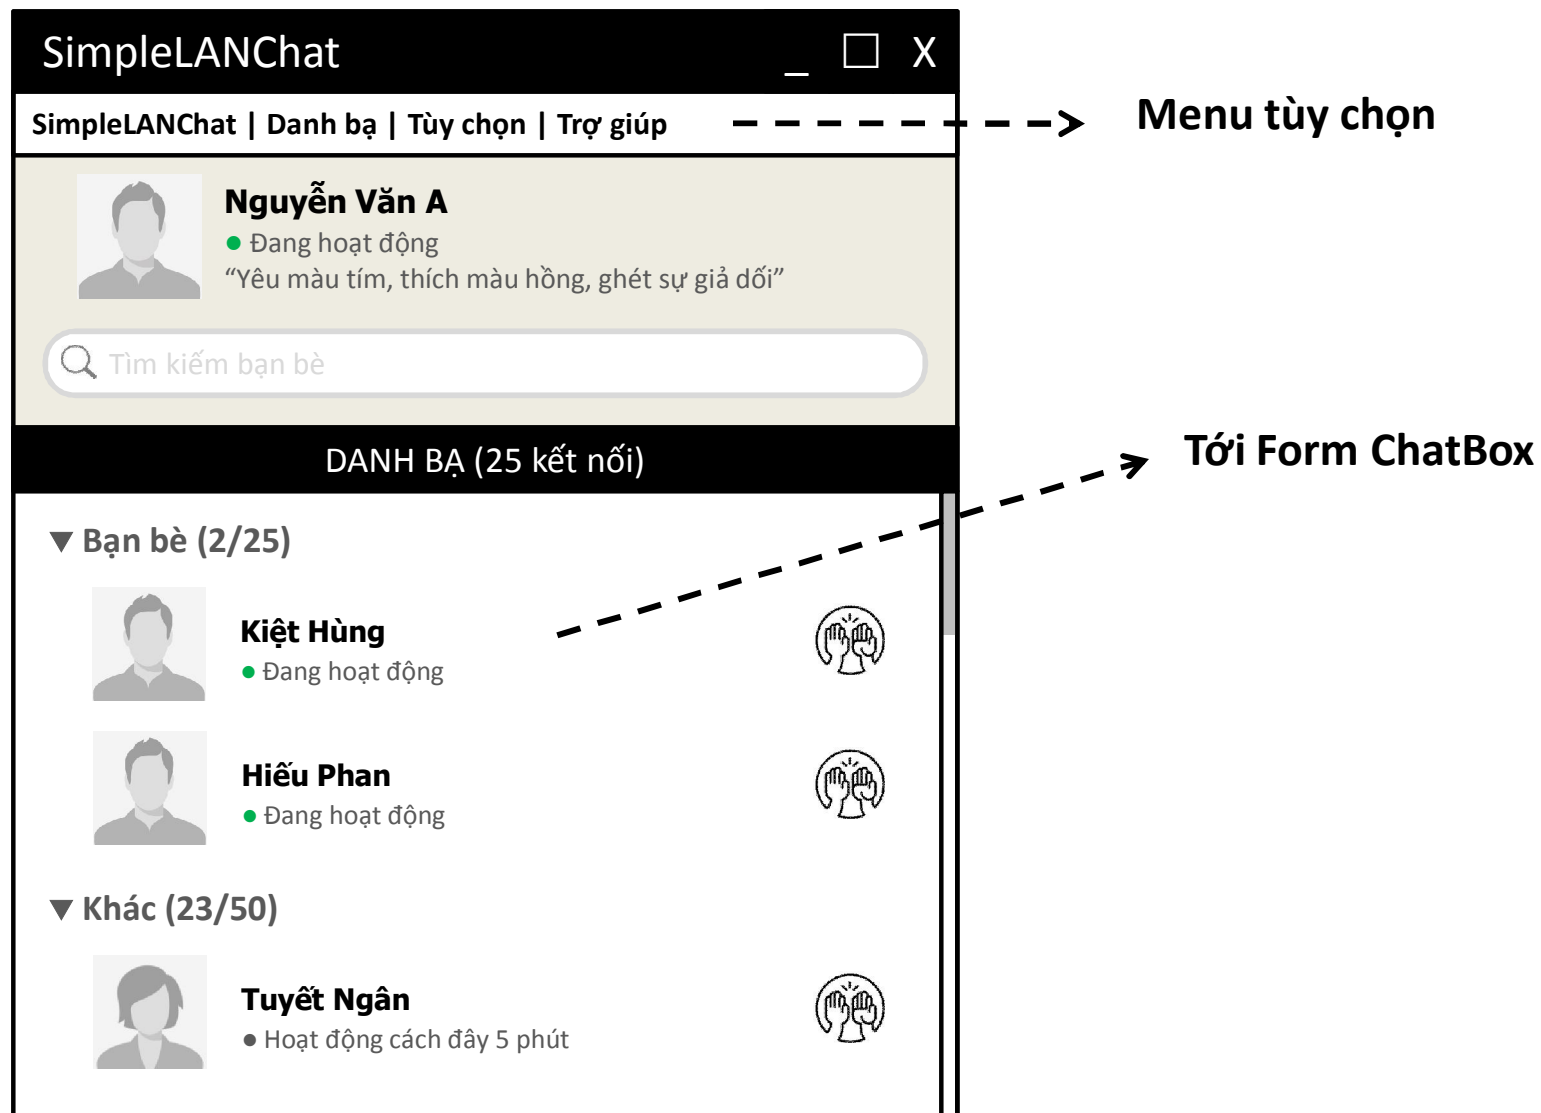 SimpleLANChat _ □ X
SimpleLANChat | Danh bạ | Tùy chọn | Trợ giúp
Menu tùy chọn
Nguyễn Văn A
● Đang hoạt động
“Yêu màu tím, thích màu hồng, ghét sự giả dối”
Tìm kiếm bạn bè
DANH BẠ (25 kết nối)
Tới Form ChatBox
▼ Bạn bè (2/25)
Kiệt Hùng
● Đang hoạt động
Hiếu Phan
● Đang hoạt động
▼ Khác (23/50)
Tuyết Ngân
● Hoạt động cách đây 5 phút